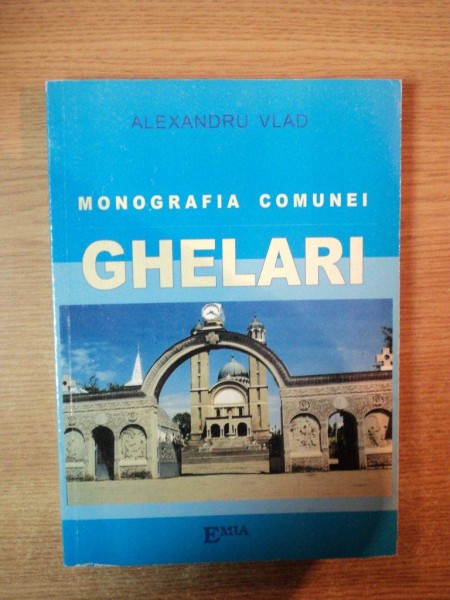 ALEXANDRU VLAD
MONOGRAFIA COMUNEI
GHELARI
EMIA